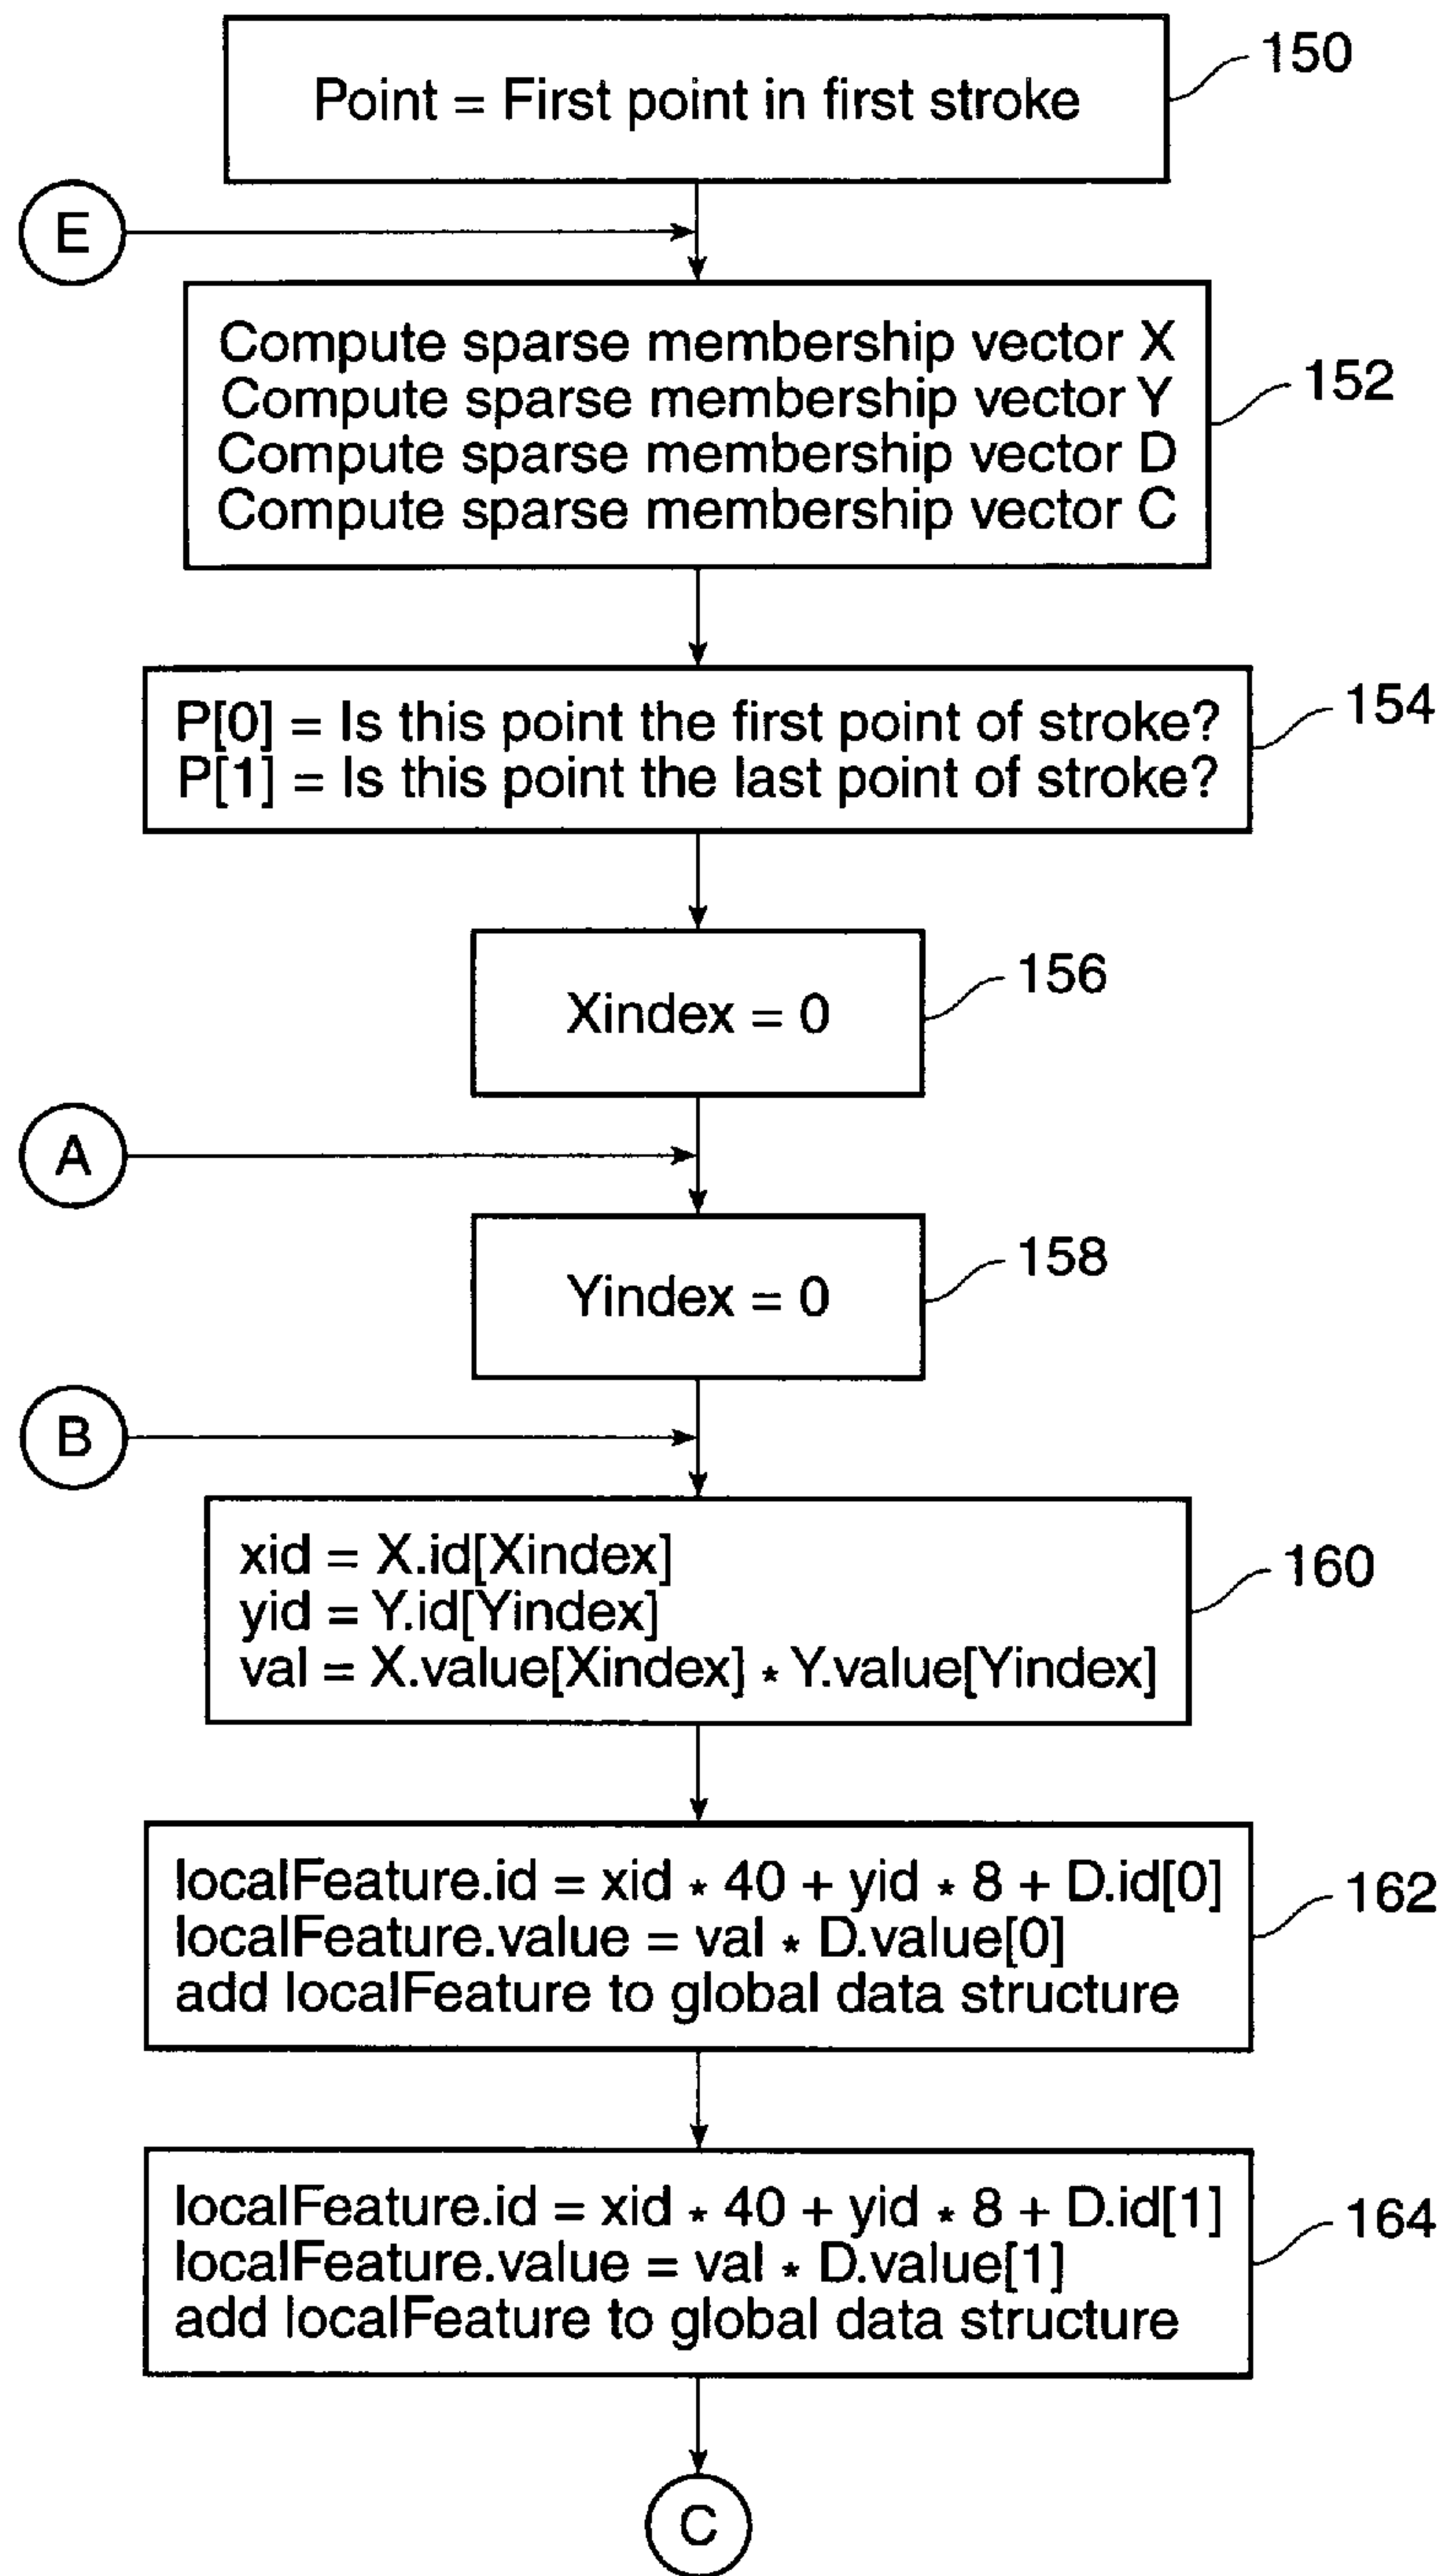 Point = First point in first stroke
150
E
Compute sparse membership vector X
Compute sparse membership vector Y
Compute sparse membership vector D
Compute sparse membership vector C
152
P[0] = Is this point the first point of stroke?
P[1] = Is this point the last point of stroke?
154
Xindex = 0
156
A
Yindex = 0
158
B
xid = X.id[Xindex]
yid = Y.id[Yindex]
val = X.value[Xindex] * Y.value[Yindex]
160
localFeature.id = xid * 40 + yid * 8 + D.id[0]
localFeature.value = val * D.value[0]
add localFeature to global data structure
162
localFeature.id = xid * 40 + yid * 8 + D.id[1]
localFeature.value = val * D.value[1]
add localFeature to global data structure
164
C